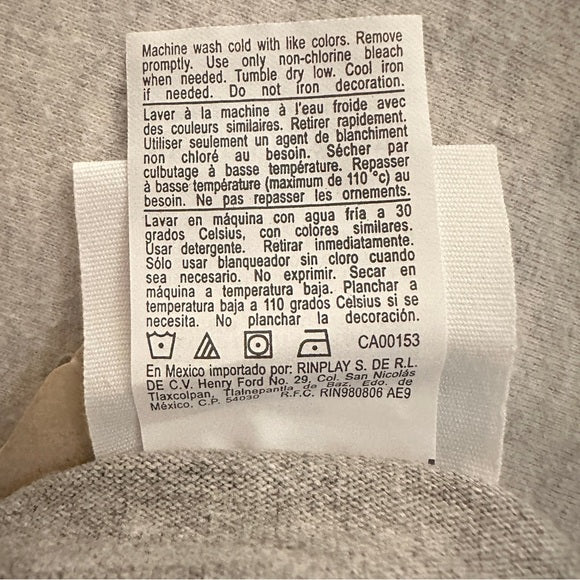 Machine wash cold with like colors. Remove
promptly. Use only non-chlorine bleach
when needed. Tumble dry low. Cool iron
if needed. Do not iron decoration.
Laver à la machine à l'eau froide avec
des couleurs similaires. Retirer rapidement.
Utiliser seulement un agent de blanchiment
non chloré au besoin. Sécher par
culbutage à basse température. Repasser
à basse température (maximum de 110 °c) au
besoin. Ne pas repasser les ornements.
Lavar en máquina con agua fria a 30
grados Celsius, con colores similares.
Usar detergente. Retirar inmediatamente.
Sólo usar blanqueador sin cloro cuando
sea necesario. No exprimir. Secar en
máquina a temperatura baja. Planchar a
temperatura baja a 110 grados Celsius si se
necesita. No planchar la decoración.
CA00153
En Mexico importado por: RINPLAY S. DE R.L.
DE C.V. Henry Ford No. 29, Col. San Nicolás
Tlaxcolpan, Tlalnepantla de Baz, Edo. de
México. C.P. 54030 R.F.C. RIN980806 AE9